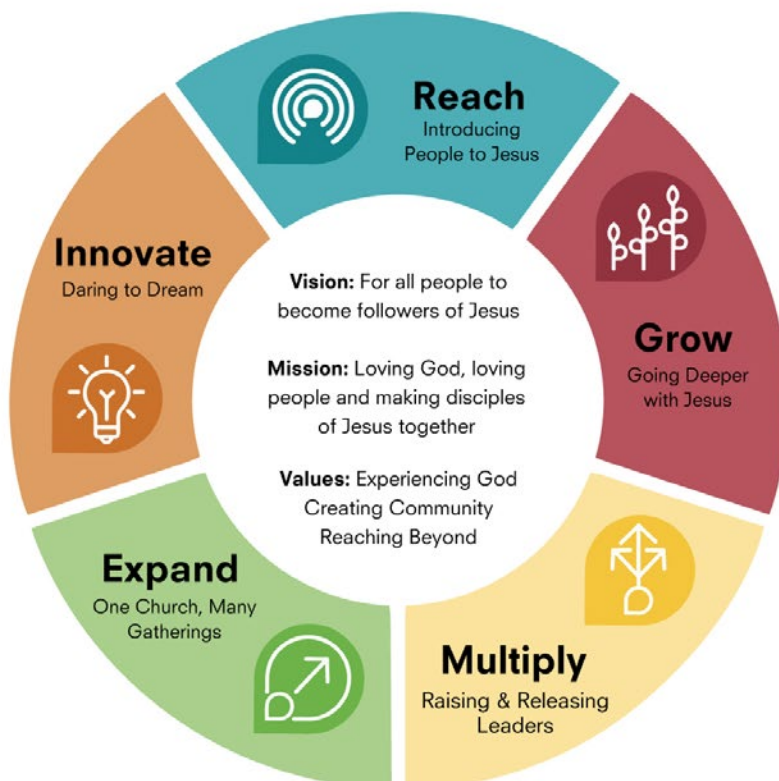 Reach
Introducing
People to Jesus
Grow
Going Deeper
with Jesus
Multiply
Raising & Releasing
Leaders
Expand
One Church, Many
Gatherings
Innovate
Daring to Dream
Vision: For all people to
become followers of Jesus
Mission: Loving God, loving
people and making disciples
of Jesus together
Values: Experiencing God
Creating Community
Reaching Beyond